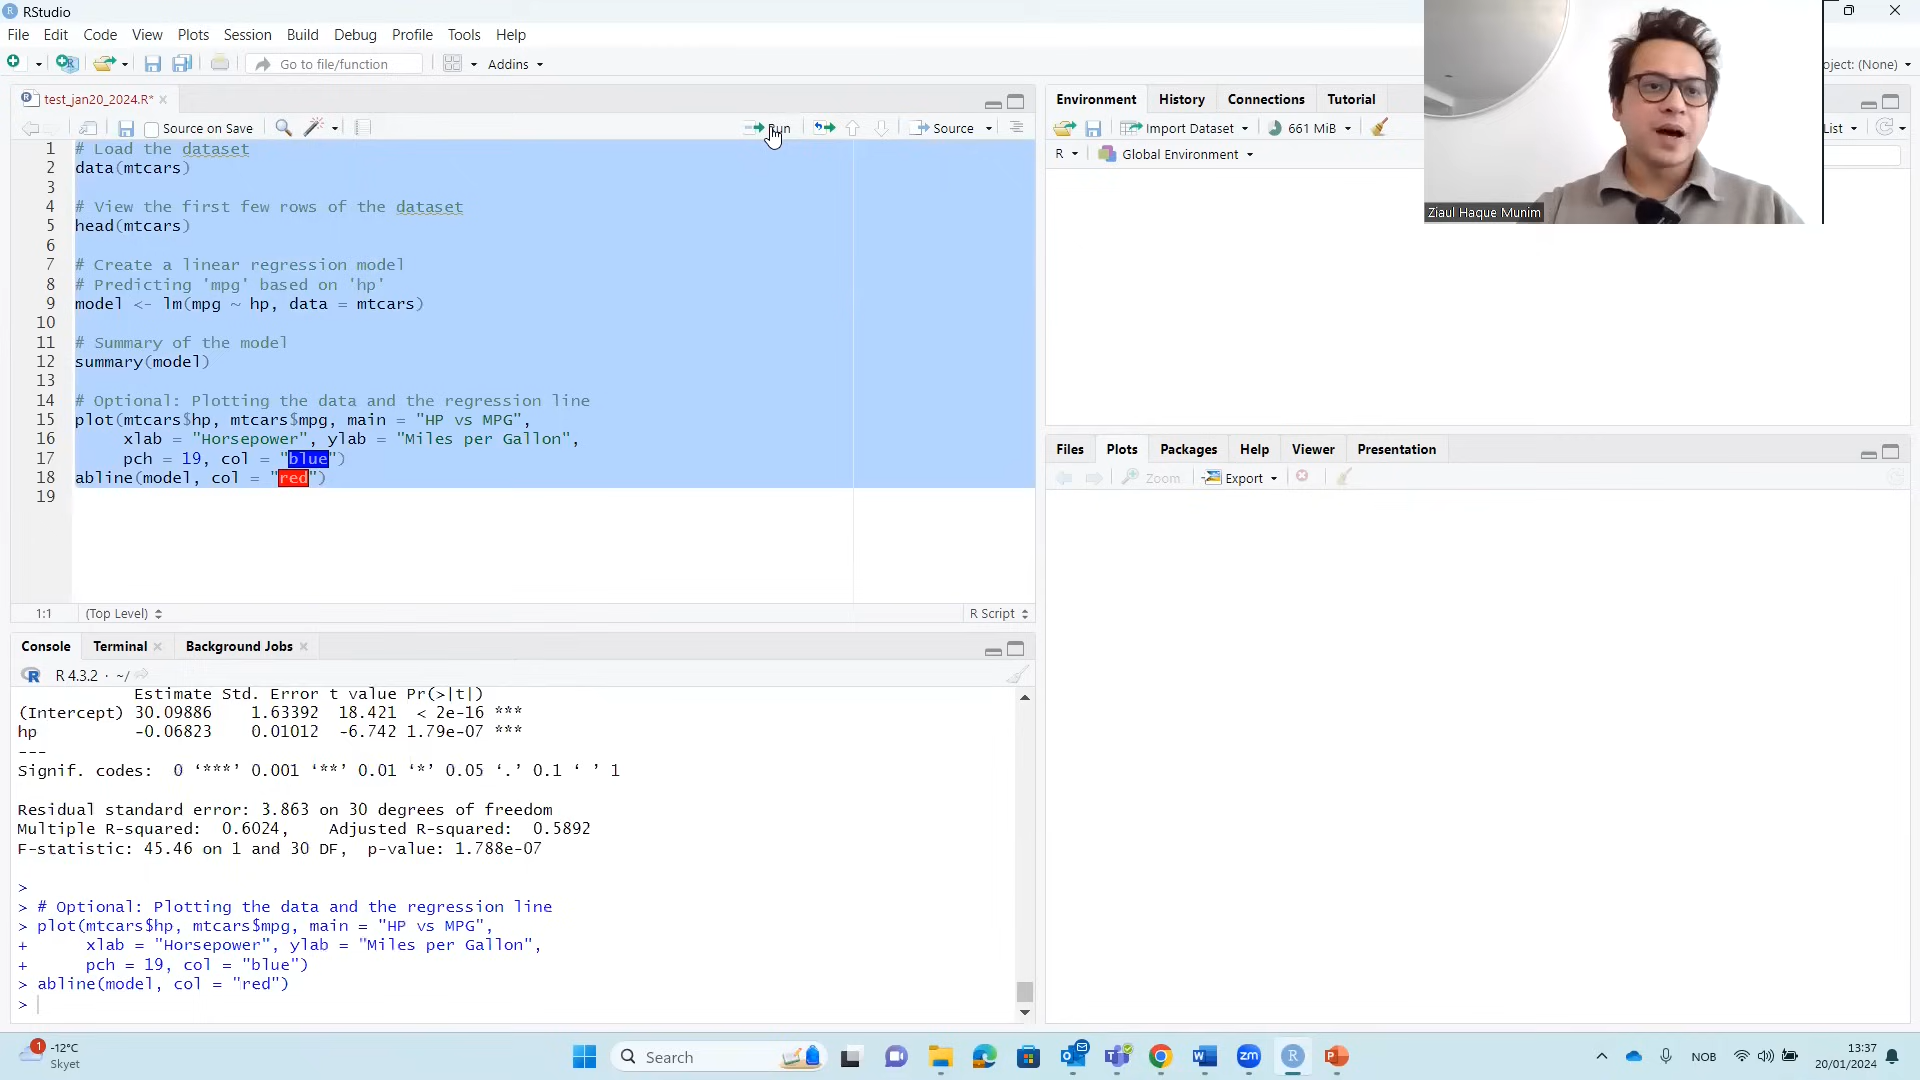 RStudio
File Edit Code View Plots Session Build Debug Profile Tools Help
Go to file/function Addins
test_jan20_2024.R*
Source on Save Run Source
1 # Load the dataset
2 data(mtcars)
3
4 # View the first few rows of the dataset
5 head(mtcars)
6
7 # Create a linear regression model
8 # Predicting 'mpg' based on 'hp'
9 model <- lm(mpg ~ hp, data = mtcars)
10
11 # Summary of the model
12 summary(model)
13
14 # Optional: Plotting the data and the regression line
15 plot(mtcars$hp, mtcars$mpg, main = "HP vs MPG",
16 xlab = "Horsepower", ylab = "Miles per Gallon",
17 pch = 19, col = "blue")
18 abline(model, col = "red")
19
1:1 (Top Level) R Script
Console Terminal Background Jobs
R 4.3.2 · ~/
Estimate Std. Error t value Pr(>|t|)
(Intercept) 30.09886 1.63392 18.421 < 2e-16 ***
hp -0.06823 0.01012 -6.742 1.79e-07 ***
---
Signif. codes: 0 ‘***’ 0.001 ‘**’ 0.01 ‘*’ 0.05 ‘.’ 0.1 ‘ ’ 1
Residual standard error: 3.863 on 30 degrees of freedom
Multiple R-squared: 0.6024, Adjusted R-squared: 0.5892
F-statistic: 45.46 on 1 and 30 DF, p-value: 1.788e-07
>
> # Optional: Plotting the data and the regression line
> plot(mtcars$hp, mtcars$mpg, main = "HP vs MPG",
+ xlab = "Horsepower", ylab = "Miles per Gallon",
+ pch = 19, col = "blue")
> abline(model, col = "red")
>
Environment History Connections Tutorial
Import Dataset 661 MiB List
R Global Environment
Project: (None)
Ziaul Haque Munim
Files Plots Packages Help Viewer Presentation
Zoom Export
1 -12°C
Skyet
Search
zm
NOB
13:37
20/01/2024